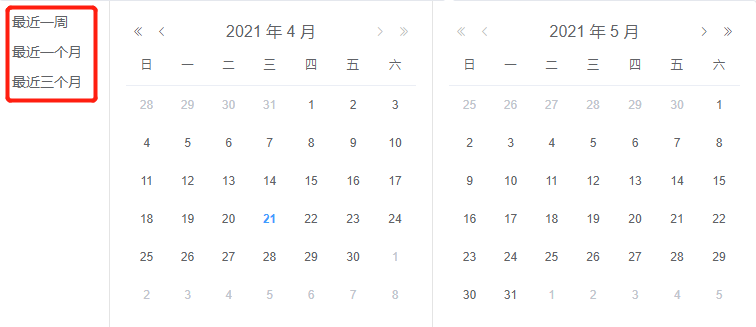 最近一周
最近一个月
最近三个月
2021 年 4 月
日 一 二 三 四 五 六
28 29 30 31 1 2 3
4 5 6 7 8 9 10
11 12 13 14 15 16 17
18 19 20 21 22 23 24
25 26 27 28 29 30 1
2 3 4 5 6 7 8
2021 年 5 月
日 一 二 三 四 五 六
25 26 27 28 29 30 1
2 3 4 5 6 7 8
9 10 11 12 13 14 15
16 17 18 19 20 21 22
23 24 25 26 27 28 29
30 31 1 2 3 4 5